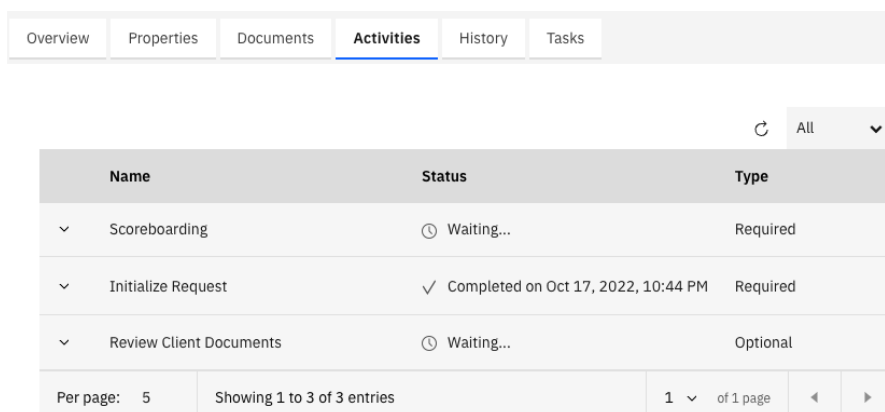 Overview Properties Documents Activities History Tasks
All
Name Status Type
Scoreboarding Waiting... Required
Initialize Request Completed on Oct 17, 2022, 10:44 PM Required
Review Client Documents Waiting... Optional
Per page: 5 Showing 1 to 3 of 3 entries 1 of 1 page